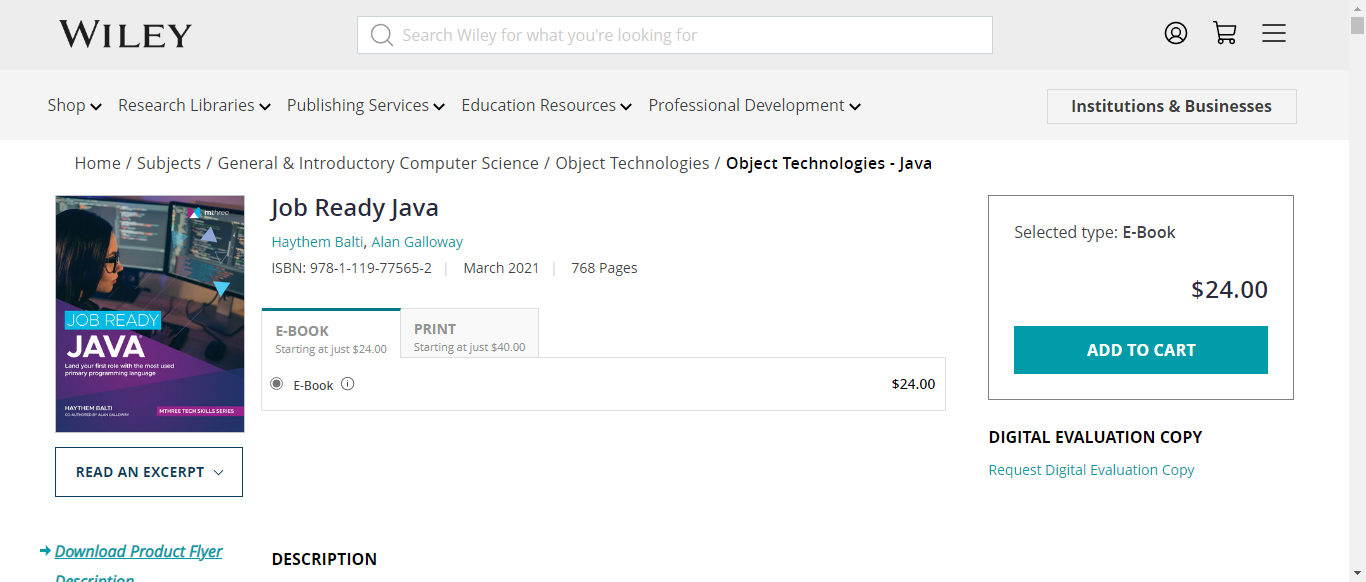 WILEY
Search Wiley for what you're looking for
Shop Research Libraries Publishing Services Education Resources Professional Development Institutions & Businesses
Home / Subjects / General & Introductory Computer Science / Object Technologies / Object Technologies - Java
mthree
JOB READY
JAVA
Land your first role with the most used
primary programming language
HAYTHEM BALTI
CO-AUTHORED BY ALAN GALLOWAY
MTHREE TECH SKILLS SERIES
READ AN EXCERPT
Download Product Flyer
Description
Job Ready Java
Haythem Balti, Alan Galloway
ISBN: 978-1-119-77565-2 | March 2021 | 768 Pages
E-BOOK
Starting at just $24.00
PRINT
Starting at just $40.00
E-Book $24.00
DESCRIPTION
Selected type: E-Book
$24.00
ADD TO CART
DIGITAL EVALUATION COPY
Request Digital Evaluation Copy